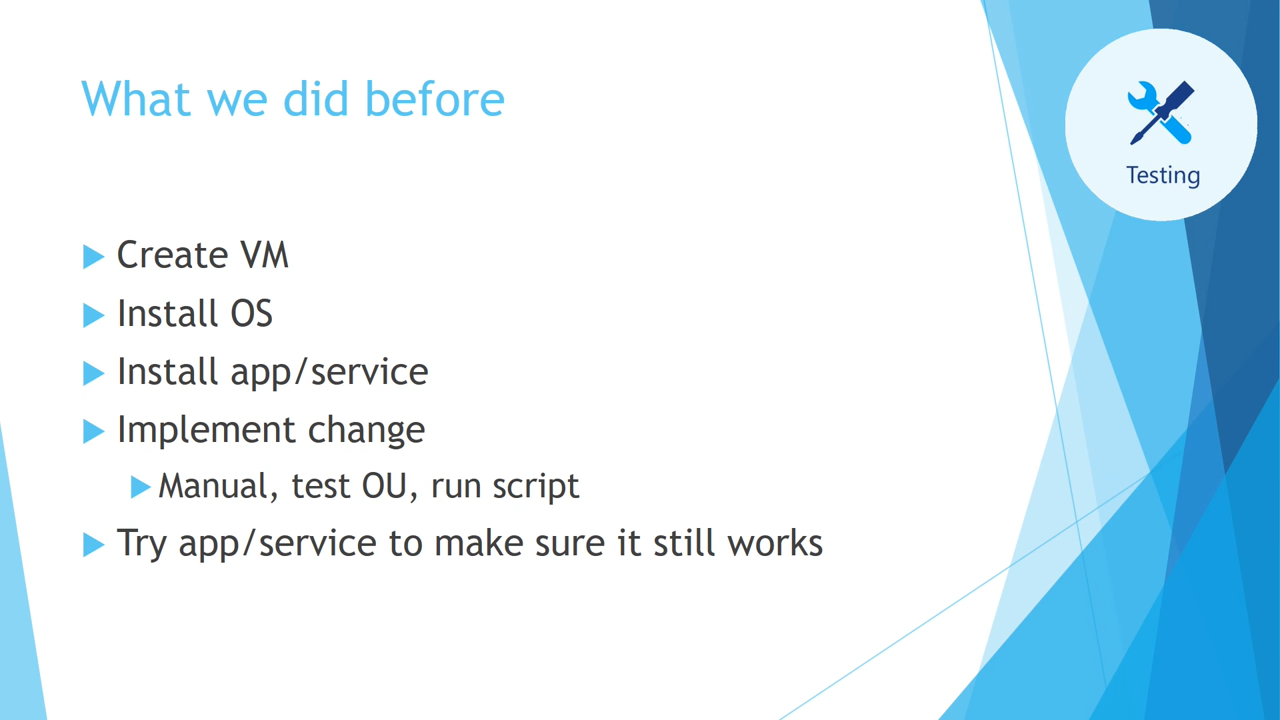 What we did before
Testing
Create VM
Install OS
Install app/service
Implement change
Manual, test OU, run script
Try app/service to make sure it still works